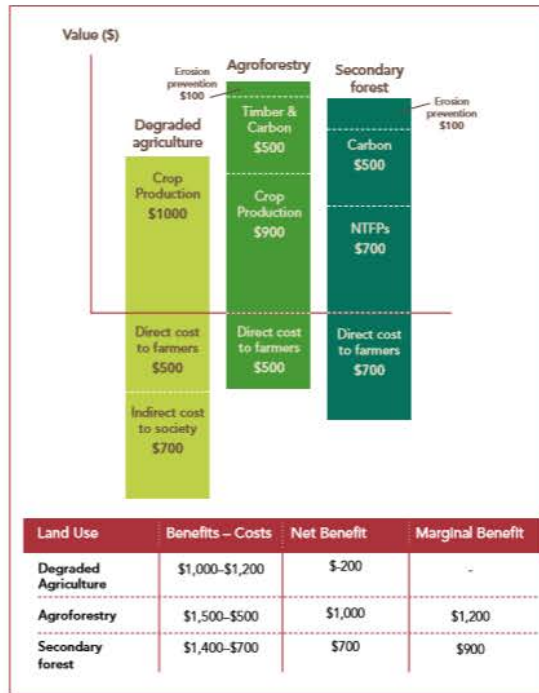 Value ($)
Degraded
agriculture
Crop
Production
$1000
Direct cost
to farmers
$500
Indirect cost
to society
$700
Agroforestry
Erosion
prevention
$100
Timber &
Carbon
$500
Crop
Production
$900
Direct cost
to farmers
$500
Secondary
forest
Erosion
prevention
$100
Carbon
$500
NTFPs
$700
Direct cost
to farmers
$700
Land Use Benefits – Costs Net Benefit Marginal Benefit
Degraded
Agriculture
$1,000–$1,200 $-200 -
Agroforestry $1,500–$500 $1,000 $1,200
Secondary
forest
$1,400–$700 $700 $900